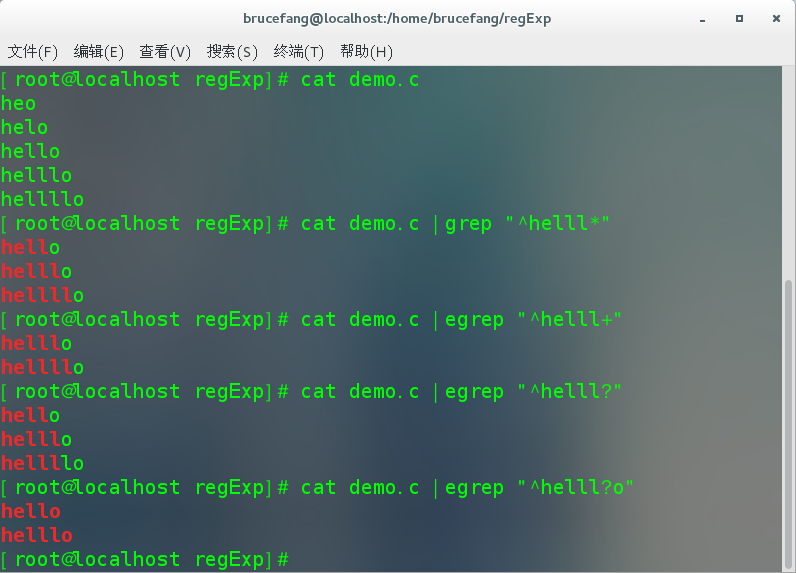 brucefang@localhost:/home/brucefang/regExp
文件(F) 编辑(E) 查看(V) 搜索(S) 终端(T) 帮助(H)
[root@localhost regExp]# cat demo.c
heo
helo
hello
helllo
hellllo
[root@localhost regExp]# cat demo.c |grep "^helll*"
hello
helllo
hellllo
[root@localhost regExp]# cat demo.c |egrep "^helll+"
helllo
hellllo
[root@localhost regExp]# cat demo.c |egrep "^helll?"
hello
helllo
hellllo
[root@localhost regExp]# cat demo.c |egrep "^helll?o"
hello
helllo
[root@localhost regExp]#